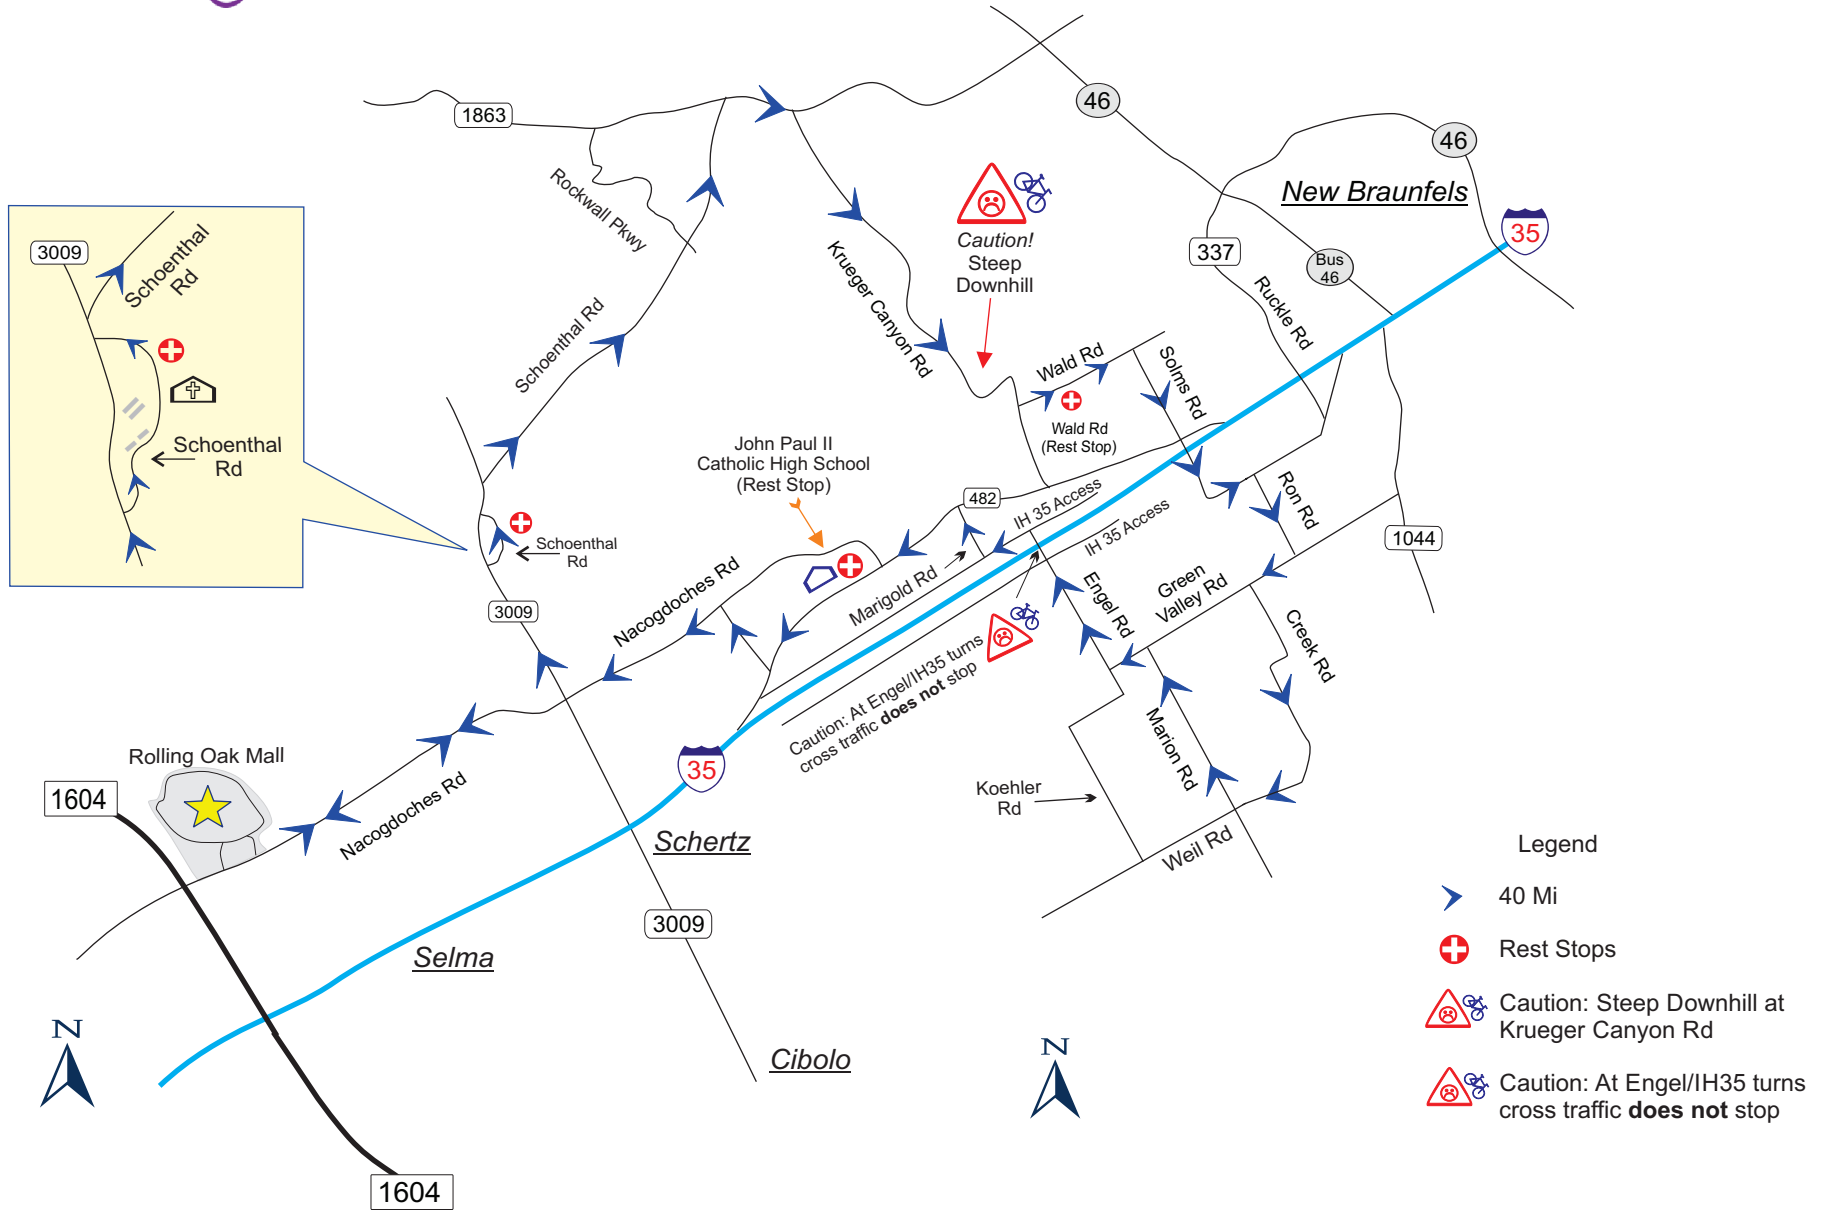 1863
46
46
New Braunfels
35
337
Bus
46
Ruckle Rd
Rockwall Pkwy
Caution!
Steep
Downhill
Krueger Canyon Rd
3009
Schoenthal
Rd
Schoenthal
Rd
Schoenthal Rd
Wald Rd
Solms Rd
Wald Rd
(Rest Stop)
John Paul II
Catholic High School
(Rest Stop)
482
IH 35 Access
IH 35 Access
Ron Rd
1044
Schoenthal
Rd
3009
Nacogdoches Rd
Marigold Rd
Engel Rd
Green
Valley Rd
Creek Rd
Caution: At Engel/IH35 turns
cross traffic does not stop
Marion Rd
Koehler
Rd
Weil Rd
Rolling Oak Mall
1604
Nacogdoches Rd
35
Schertz
3009
Selma
Cibolo
N
N
1604
Legend
40 Mi
Rest Stops
Caution: Steep Downhill at
Krueger Canyon Rd
Caution: At Engel/IH35 turns
cross traffic does not stop